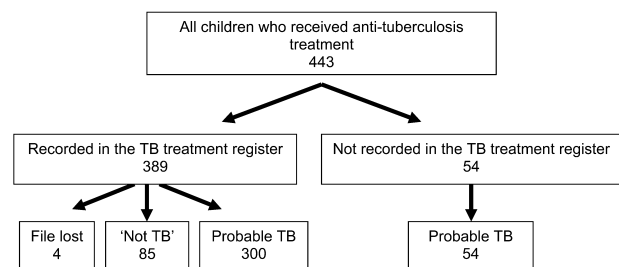 All children who received anti-tuberculosis
treatment
443
Recorded in the TB treatment register
389
Not recorded in the TB treatment register
54
File lost
4
‘Not TB’
85
Probable TB
300
Probable TB
54